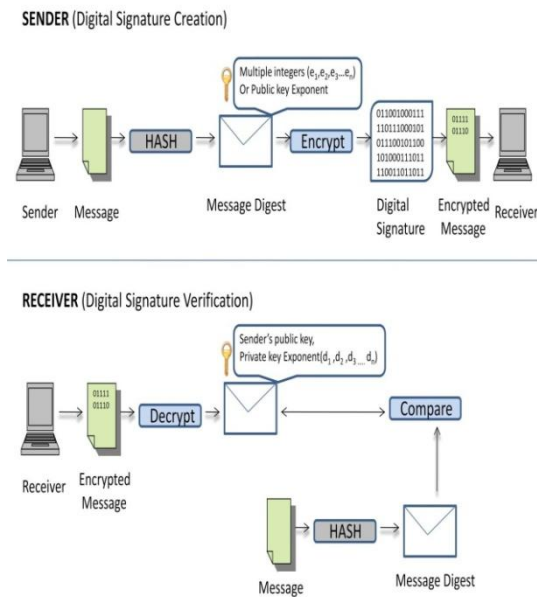 SENDER (Digital Signature Creation)
Multiple integers (e1,e2,e3...en)
Or Public key Exponent
HASH
Encrypt
011001000111
110111000101
011100101100
101000111011
110011011011
01111
01110
Sender
Message
Message Digest
Digital
Signature
Encrypted
Message
Receiver
RECEIVER (Digital Signature Verification)
Sender's public key,
Private key Exponent(d1 ,d2 ,d3 .... dn)
01111
01110
Decrypt
Compare
Receiver
Encrypted
Message
HASH
Message
Message Digest